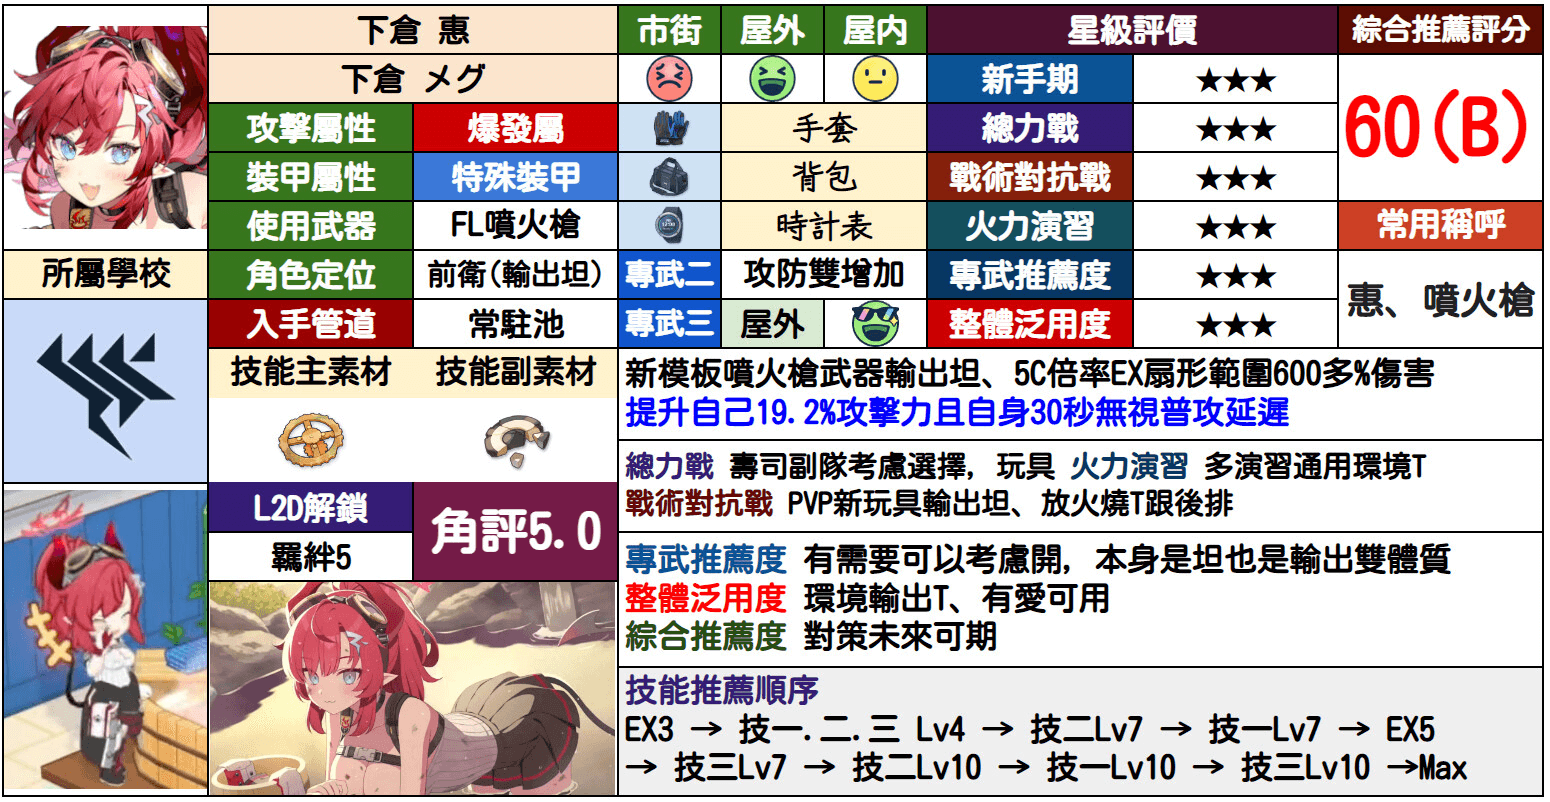 下倉 惠
市街
屋外
屋内
星級評價
綜合推薦評分
下倉 メグ
新手期
★★★
60(B)
攻擊屬性
爆發屬
手套
總力戰
★★★
裝甲屬性
特殊裝甲
背包
戰術對抗戰
★★★
使用武器
FL噴火槍
時計表
火力演習
★★★
常用稱呼
所屬學校
角色定位
前衛(輸出坦)
專武二
攻防雙增加
專武推薦度
★★★
惠、噴火槍
入手管道
常駐池
專武三
屋外
整體泛用度
★★★
技能主素材
技能副素材
新模板噴火槍武器輸出坦、5C倍率EX扇形範圍600多%傷害
提升自己19.2%攻擊力且自身30秒無視普攻延遲
總力戰 壽司副隊考慮選擇, 玩具 火力演習 多演習通用環境T
戰術對抗戰 PVP新玩具輸出坦、放火燒T跟後排
L2D解鎖
角評5.0
羈絆5
專武推薦度 有需要可以考慮開, 本身是坦也是輸出雙體質
整體泛用度 環境輸出T、有愛可用
綜合推薦度 對策未來可期
技能推薦順序
EX3 → 技一.二.三 Lv4 → 技二Lv7 → 技一Lv7 → EX5
→ 技三Lv7 → 技二Lv10 → 技一Lv10 → 技三Lv10 →Max